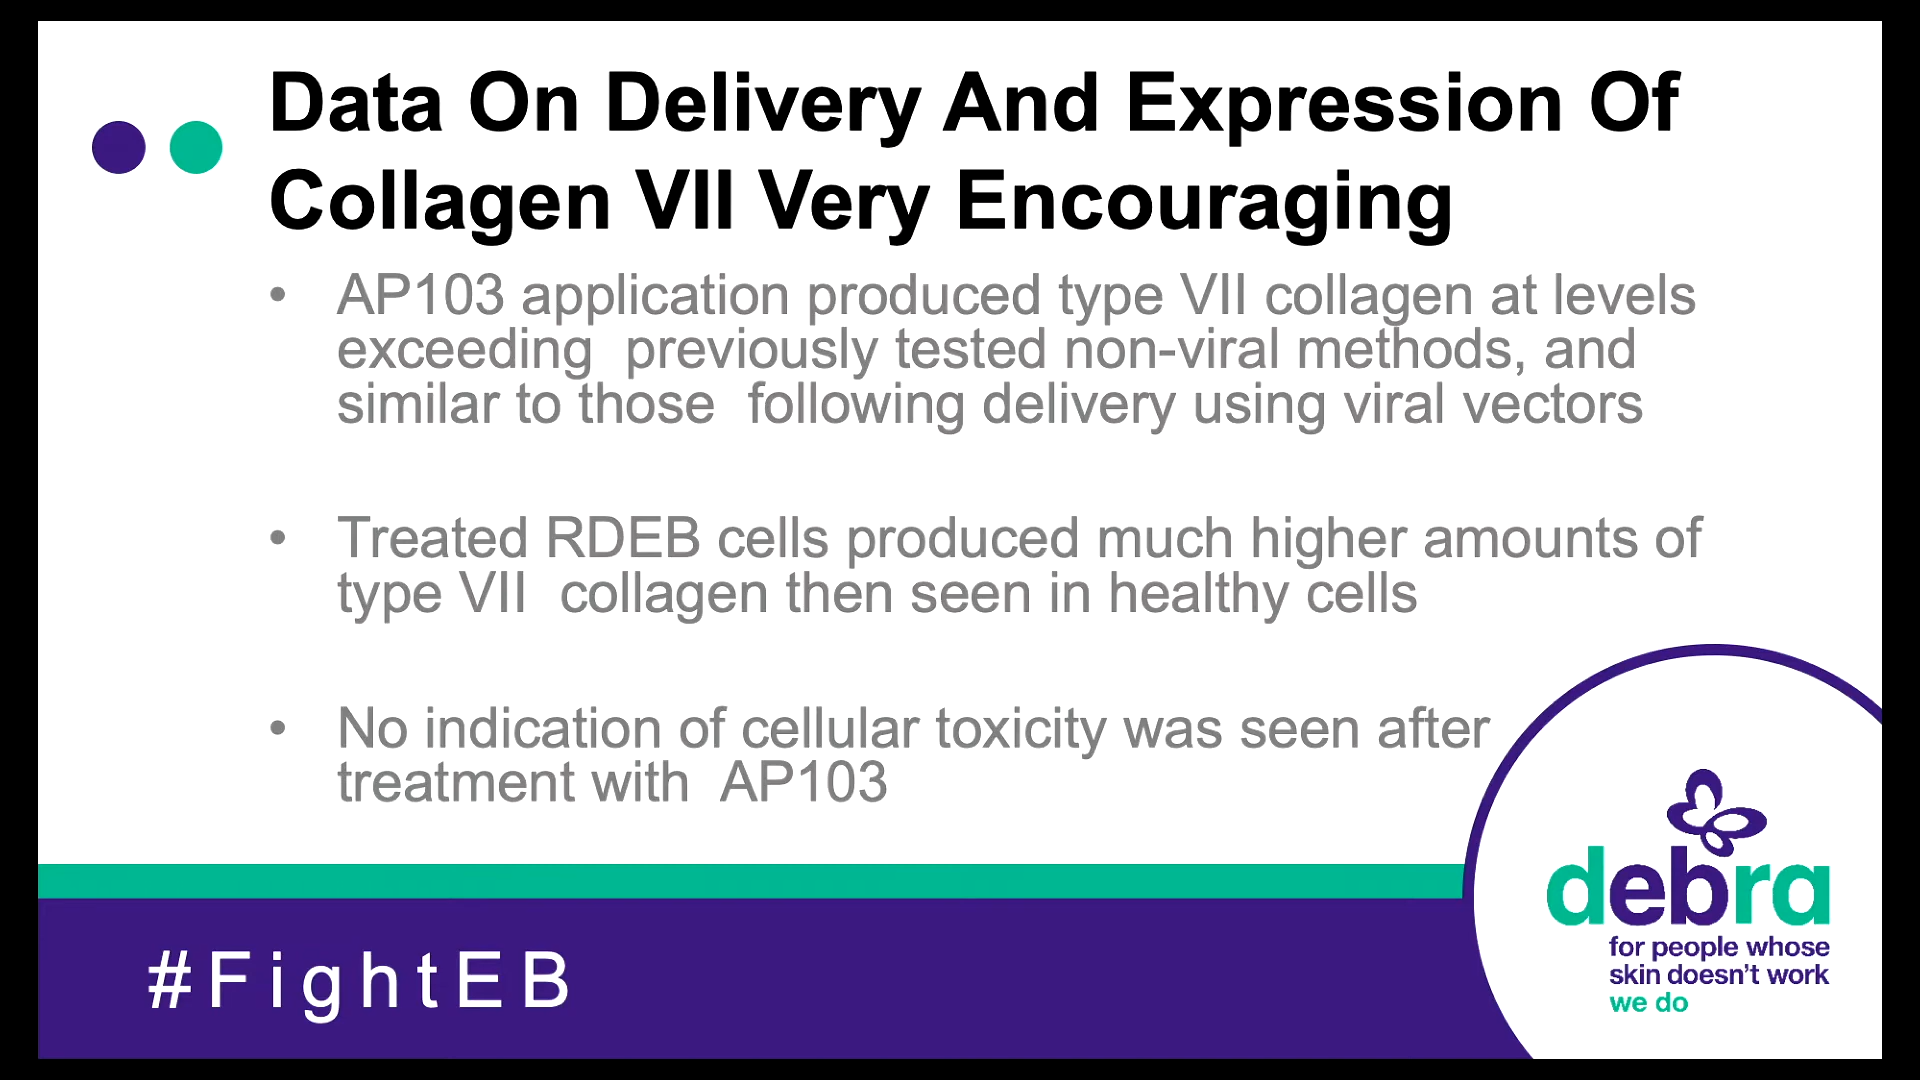 Data On Delivery And Expression Of
Collagen VII Very Encouraging
• AP103 application produced type VII collagen at levels
exceeding  previously tested non-viral methods, and
similar to those  following delivery using viral vectors
• Treated RDEB cells produced much higher amounts of
type VII  collagen then seen in healthy cells
• No indication of cellular toxicity was seen after
treatment with  AP103
#FightEB
debra
for people whose
skin doesn't work
we do